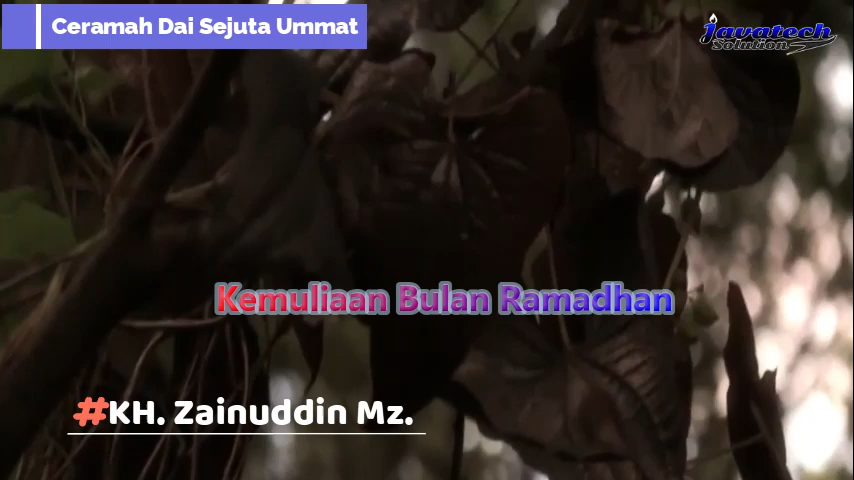 Ceramah Dai Sejuta Ummat
Javatech
Solution
Kemuliaan Bulan Ramadhan
#KH. Zainuddin Mz.